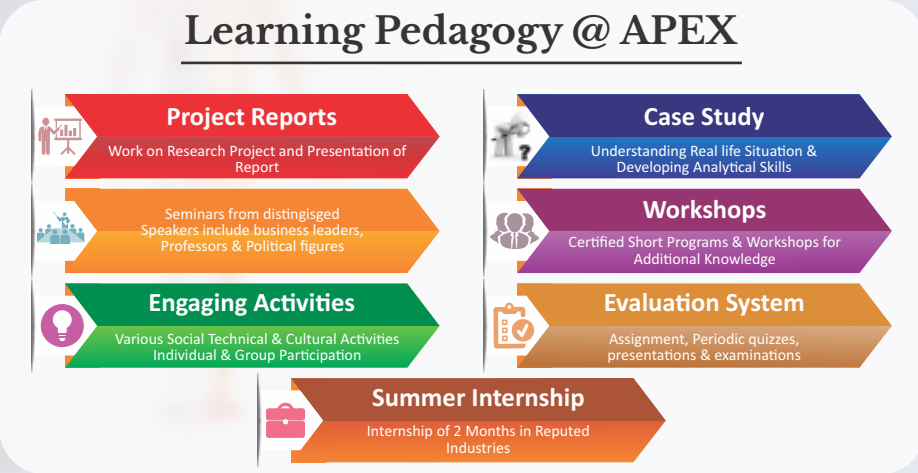 Learning Pedagogy @ APEX
Project Reports
Work on Research Project and Presentation of
Report
Case Study
Understanding Real life Situation &
Developing Analytical Skills
Seminars from distingisged
Speakers include business leaders,
Professors & Political figures
Workshops
Certified Short Programs & Workshops for
Additional Knowledge
Engaging Activities
Various Social Technical & Cultural Activities
Individual & Group Participation
Evaluation System
Assignment, Periodic quizzes,
presentations & examinations
Summer Internship
Internship of 2 Months in Reputed
Industries